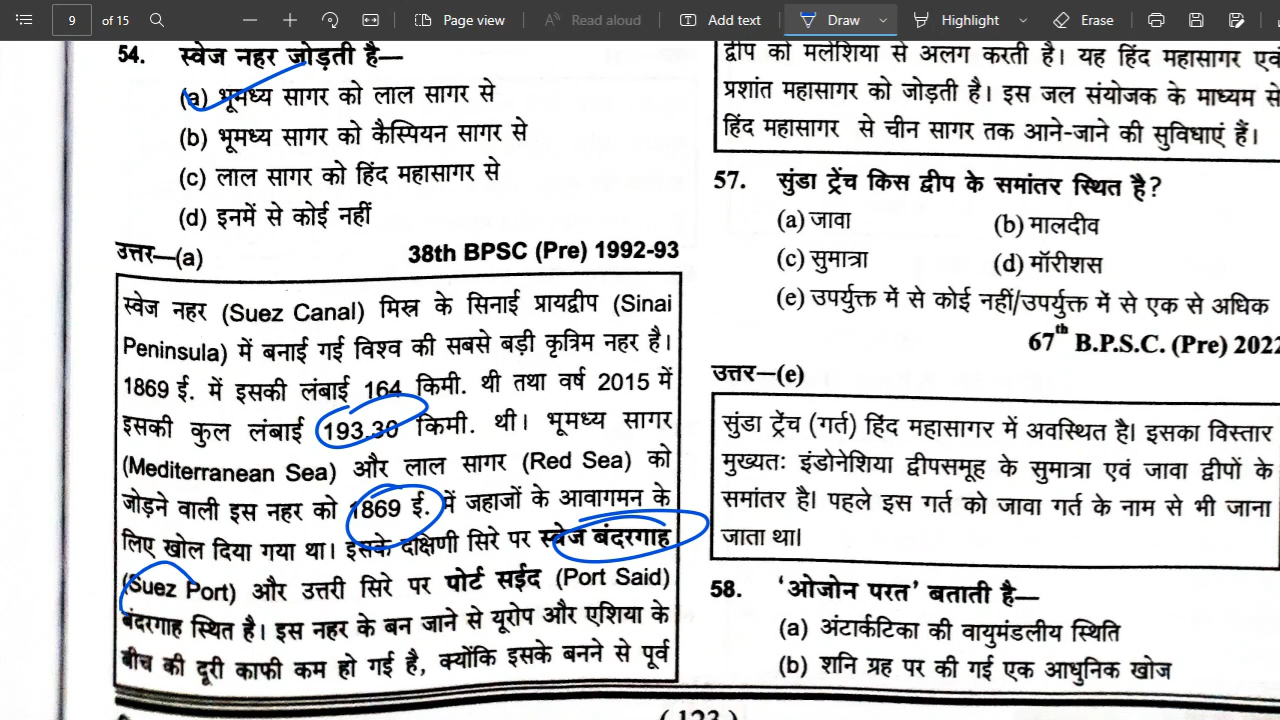 9 of 15 Page view Read aloud Add text Draw Highlight Erase
54. स्वेज नहर जोड़ती है—
(a) भूमध्य सागर को लाल सागर से
(b) भूमध्य सागर को कैस्पियन सागर से
(c) लाल सागर को हिंद महासागर से
(d) इनमें से कोई नहीं
उत्तर—(a) 38th BPSC (Pre) 1992-93
स्वेज नहर (Suez Canal) मिस्र के सिनाई प्रायद्वीप (Sinai
Peninsula) में बनाई गई विश्व की सबसे बड़ी कृत्रिम नहर है।
1869 ई. में इसकी लंबाई 164 किमी. थी तथा वर्ष 2015 में
इसकी कुल लंबाई 193.30 किमी. थी। भूमध्य सागर
(Mediterranean Sea) और लाल सागर (Red Sea) को
जोड़ने वाली इस नहर को 1869 ई. में जहाजों के आवागमन के
लिए खोल दिया गया था। इसके दक्षिणी सिरे पर स्वेज बंदरगाह
(Suez Port) और उत्तरी सिरे पर पोर्ट सईद (Port Said)
बंदरगाह स्थित है। इस नहर के बन जाने से यूरोप और एशिया के
बीच की दूरी काफी कम हो गई है, क्योंकि इसके बनने से पूर्व
द्वीप को मलेशिया से अलग करती है। यह हिंद महासागर एवं
प्रशांत महासागर को जोड़ती है। इस जल संयोजक के माध्यम से
हिंद महासागर से चीन सागर तक आने-जाने की सुविधाएं हैं।
57. सुंडा ट्रेंच किस द्वीप के समांतर स्थित है?
(a) जावा (b) मालदीव
(c) सुमात्रा (d) मॉरीशस
(e) उपर्युक्त में से कोई नहीं/उपर्युक्त में से एक से अधिक
67th B.P.S.C. (Pre) 2022
उत्तर—(e)
सुंडा ट्रेंच (गर्त) हिंद महासागर में अवस्थित है। इसका विस्तार
मुख्यतः इंडोनेशिया द्वीपसमूह के सुमात्रा एवं जावा द्वीपों के
समांतर है। पहले इस गर्त को जावा गर्त के नाम से भी जाना
जाता था।
58. 'ओजोन परत' बताती है—
(a) अंटार्कटिका की वायुमंडलीय स्थिति
(b) शनि ग्रह पर की गई एक आधुनिक खोज
(123)